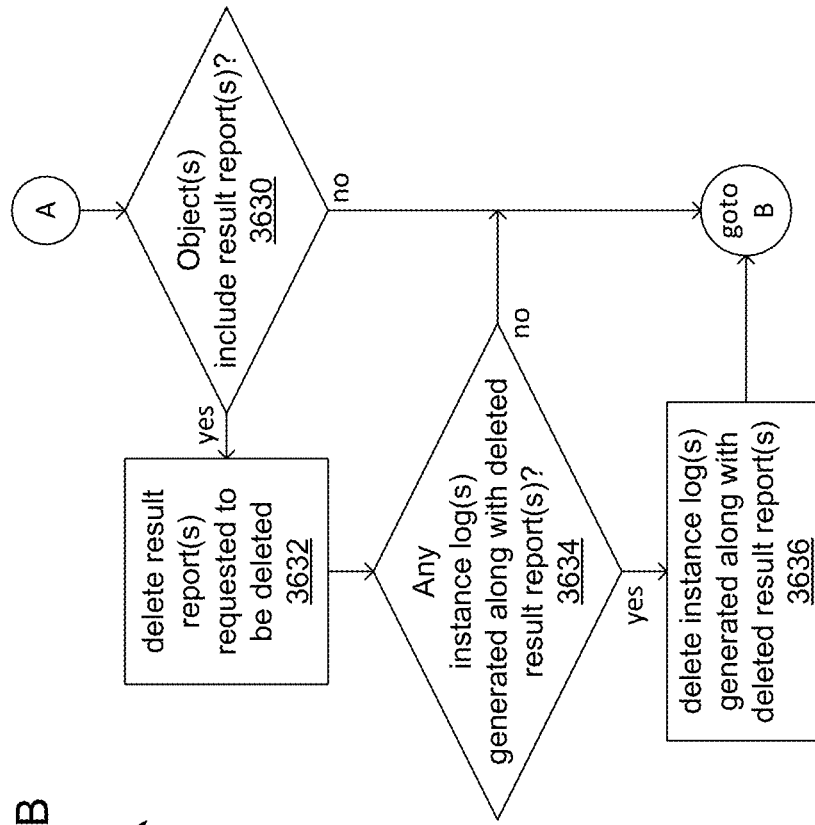 A
Object(s)
include result report(s)?
3630
yes
no
delete result
report(s)
requested to
be deleted
3632
Any
instance log(s)
generated along with deleted
result report(s)?
3634
no
yes
delete instance log(s)
generated along with
deleted result report(s)
3636
goto
B
B